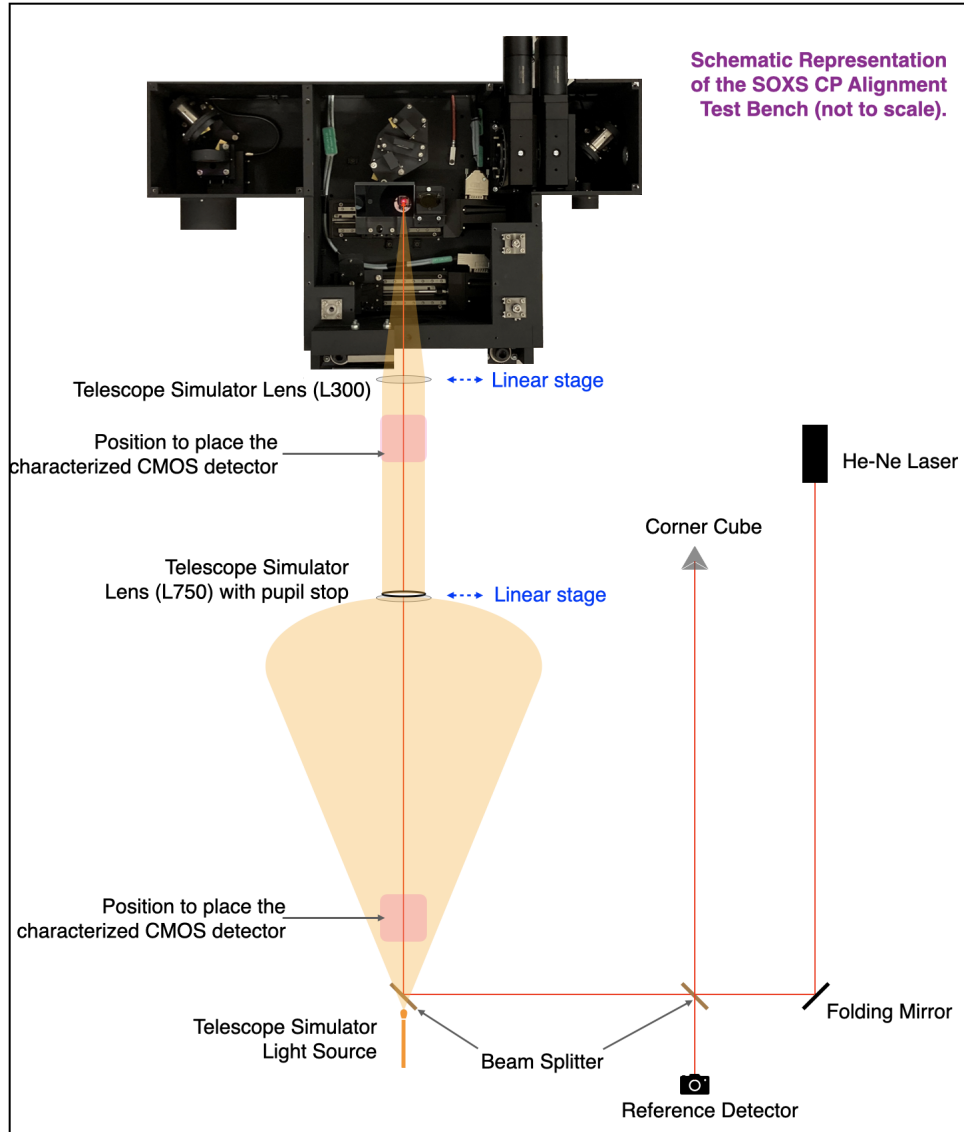 Schematic Representation
of the SOXS CP Alignment
Test Bench (not to scale).
Telescope Simulator Lens (L300)
Linear stage
Position to place the
characterized CMOS detector
He-Ne Laser
Corner Cube
Telescope Simulator
Lens (L750) with pupil stop
Linear stage
Position to place the
characterized CMOS detector
Folding Mirror
Telescope Simulator
Light Source
Beam Splitter
Reference Detector